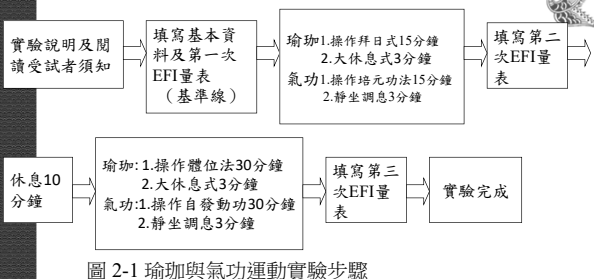 實驗說明及閱
讀受試者須知
填寫基本資
料及第一次
EFI量表
（基準線）
瑜珈1.操作拜日式15分鐘
2.大休息式3分鐘
氣功1.操作培元功法15分鐘
2.靜坐調息3分鐘
填寫第二
次EFI量
表
休息10
分鐘
瑜珈:1.操作體位法30分鐘
2.大休息式3分鐘
氣功:1.操作自發動功30分鐘
2.靜坐調息3分鐘
填寫第三
次EFI量
表
實驗完成
圖 2-1 瑜珈與氣功運動實驗步驟